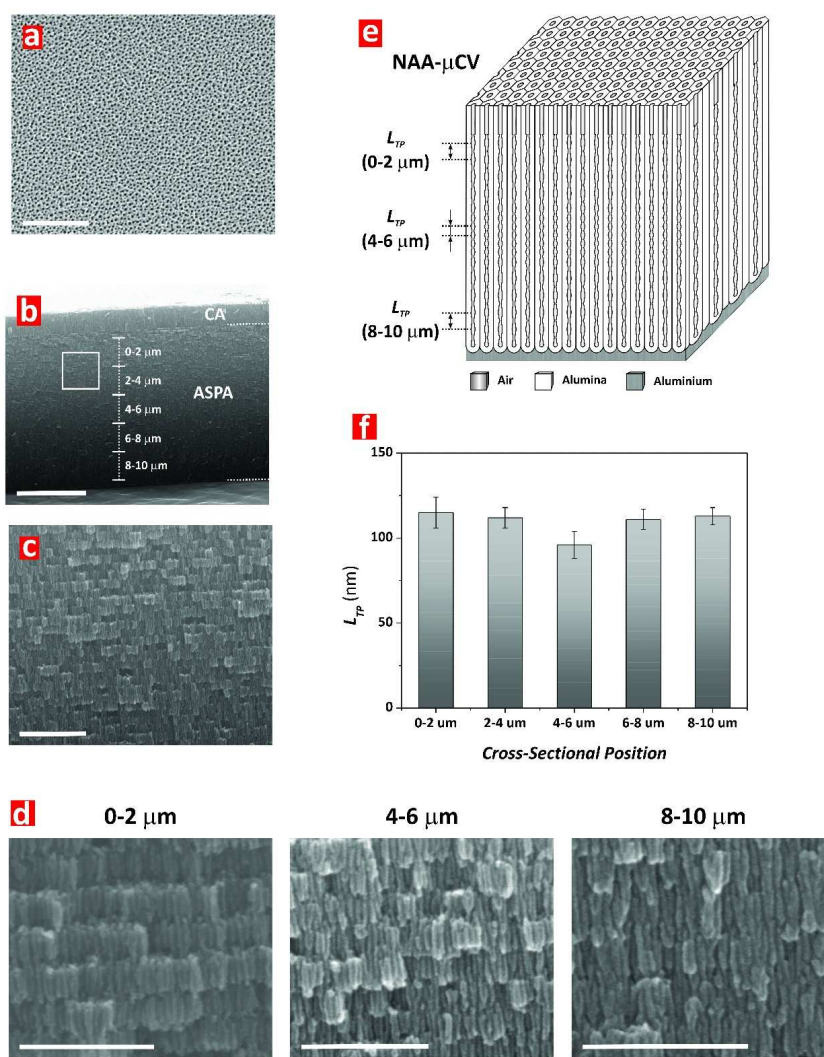 a
b
CA
0-2 μm
2-4 μm
4-6 μm
6-8 μm
8-10 μm
ASPA
c
d
0-2 μm
4-6 μm
8-10 μm
e
NAA-μCV
L_TP
(0-2 μm)
L_TP
(4-6 μm)
L_TP
(8-10 μm)
Air
Alumina
Aluminium
f
150
100
50
0
L_TP (nm)
0-2 um
2-4 um
4-6 um
6-8 um
8-10 um
Cross-Sectional Position